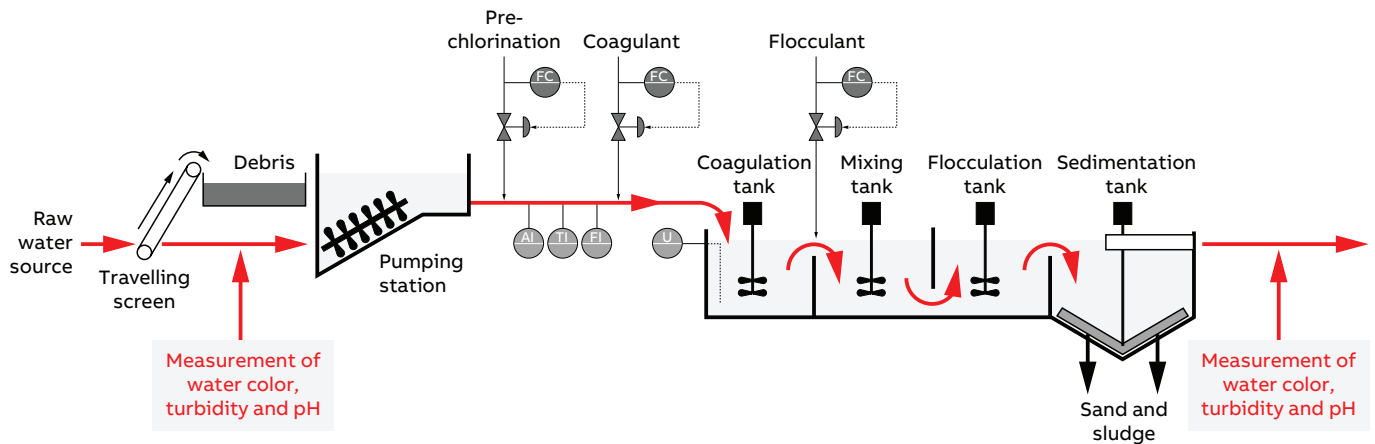 Pre-
chlorination
Coagulant
Flocculant
FC
FC
FC
Debris
Coagulation
tank
Mixing
tank
Flocculation
tank
Sedimentation
tank
Raw
water
source
AI
TI
FI
U
Travelling
screen
Pumping
station
Measurement of
water color,
turbidity and pH
Measurement of
water color,
turbidity and pH
Sand and
sludge